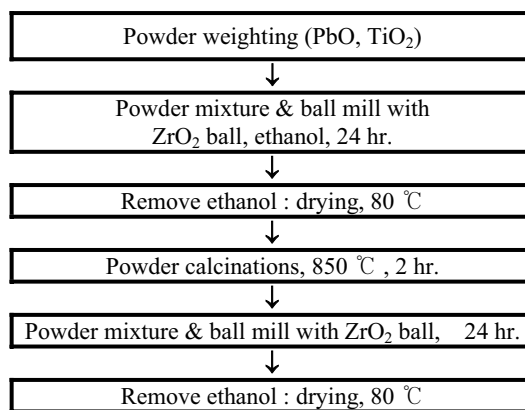 Powder weighting (PbO, TiO₂)
Powder mixture & ball mill with
ZrO₂ ball, ethanol, 24 hr.
Remove ethanol : drying, 80 ℃
Powder calcinations, 850 ℃ , 2 hr.
Powder mixture & ball mill with ZrO₂ ball, 24 hr.
Remove ethanol : drying, 80 ℃